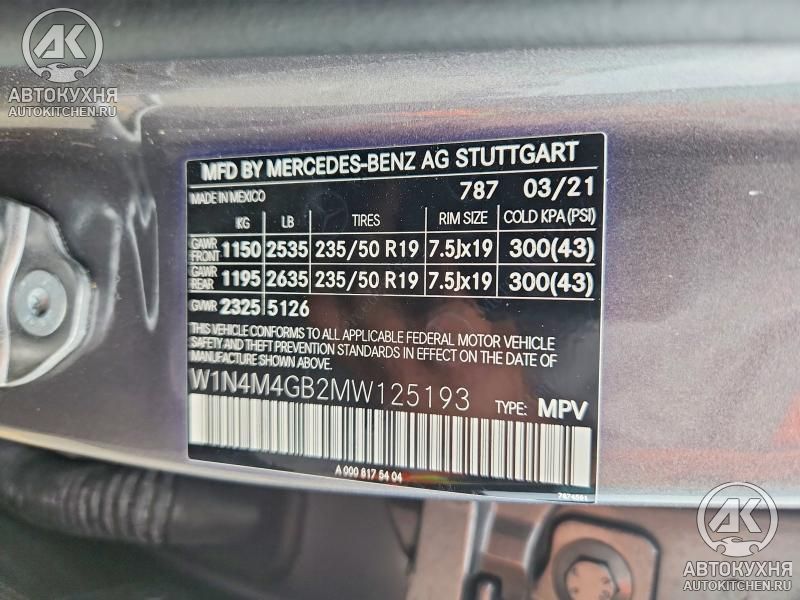 AK
АВТОКУХНЯ
AUTOKITCHEN.RU
MFD BY MERCEDES-BENZ AG STUTTGART
MADE IN MEXICO 787 03/21
KG LB TIRES RIM SIZE COLD KPA (PSI)
GAWR FRONT 1150 2535 235/50 R19 7.5Jx19 300(43)
GAWR REAR 1195 2635 235/50 R19 7.5Jx19 300(43)
GVWR 2325 5126
THIS VEHICLE CONFORMS TO ALL APPLICABLE FEDERAL MOTOR VEHICLE
SAFETY AND THEFT PREVENTION STANDARDS IN EFFECT ON THE DATE OF
MANUFACTURE SHOWN ABOVE.
W1N4M4GB2MW125193 TYPE: MPV
A 000 817 54 04
AK
АВТОКУХНЯ
AUTOKITCHEN.RU